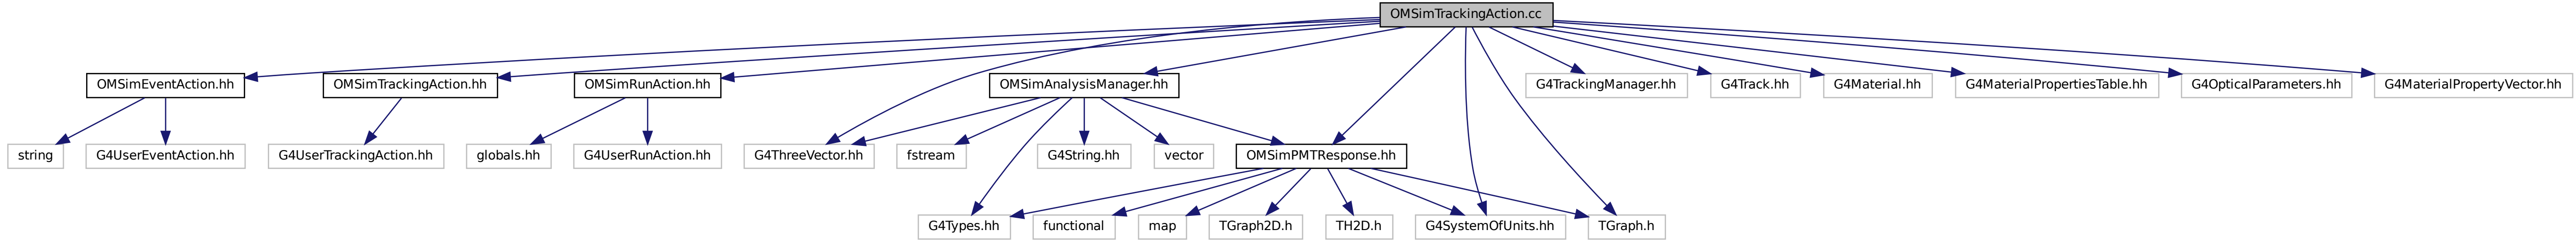 OMSimTrackingAction.cc
OMSimEventAction.hh
OMSimTrackingAction.hh
OMSimRunAction.hh
OMSimAnalysisManager.hh
G4TrackingManager.hh
G4Track.hh
G4Material.hh
G4MaterialPropertiesTable.hh
G4OpticalParameters.hh
G4MaterialPropertyVector.hh
string
G4UserEventAction.hh
G4UserTrackingAction.hh
globals.hh
G4UserRunAction.hh
G4ThreeVector.hh
fstream
G4String.hh
vector
OMSimPMTResponse.hh
G4Types.hh
functional
map
TGraph2D.h
TH2D.h
G4SystemOfUnits.hh
TGraph.h